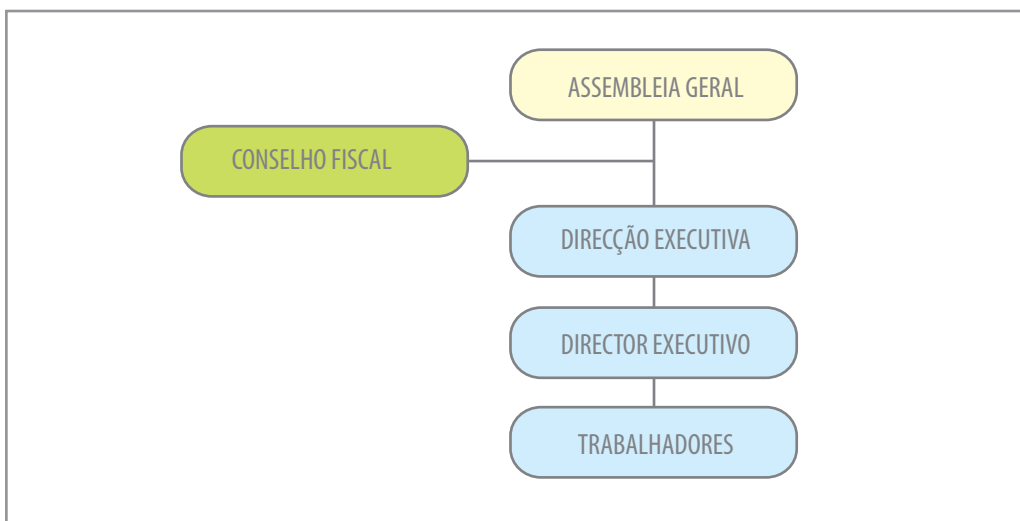 ASSEMBLEIA GERAL
CONSELHO FISCAL
DIRECÇÃO EXECUTIVA
DIRECTOR EXECUTIVO
TRABALHADORES